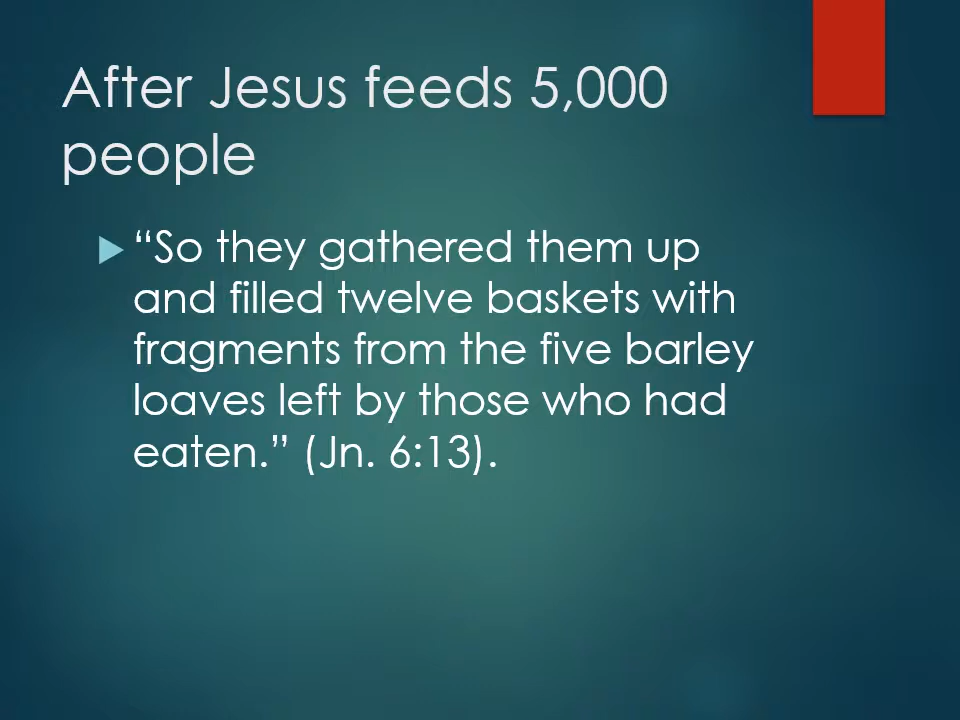 After Jesus feeds 5,000
people
“So they gathered them up
and filled twelve baskets with
fragments from the five barley
loaves left by those who had
eaten.” (Jn. 6:13).